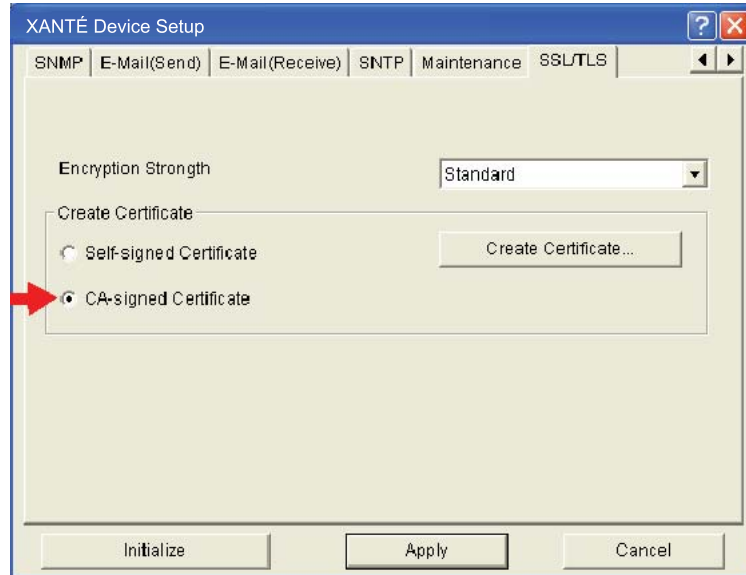 XANTÉ Device Setup
SNMP E-Mail(Send) E-Mail(Receive) SNTP Maintenance SSL/TLS
Encryption Strongth
Standard
Create Certificate
Self-signed Certificate
Create Certificate...
CA-signed Certificate
Initialize Apply Cancel